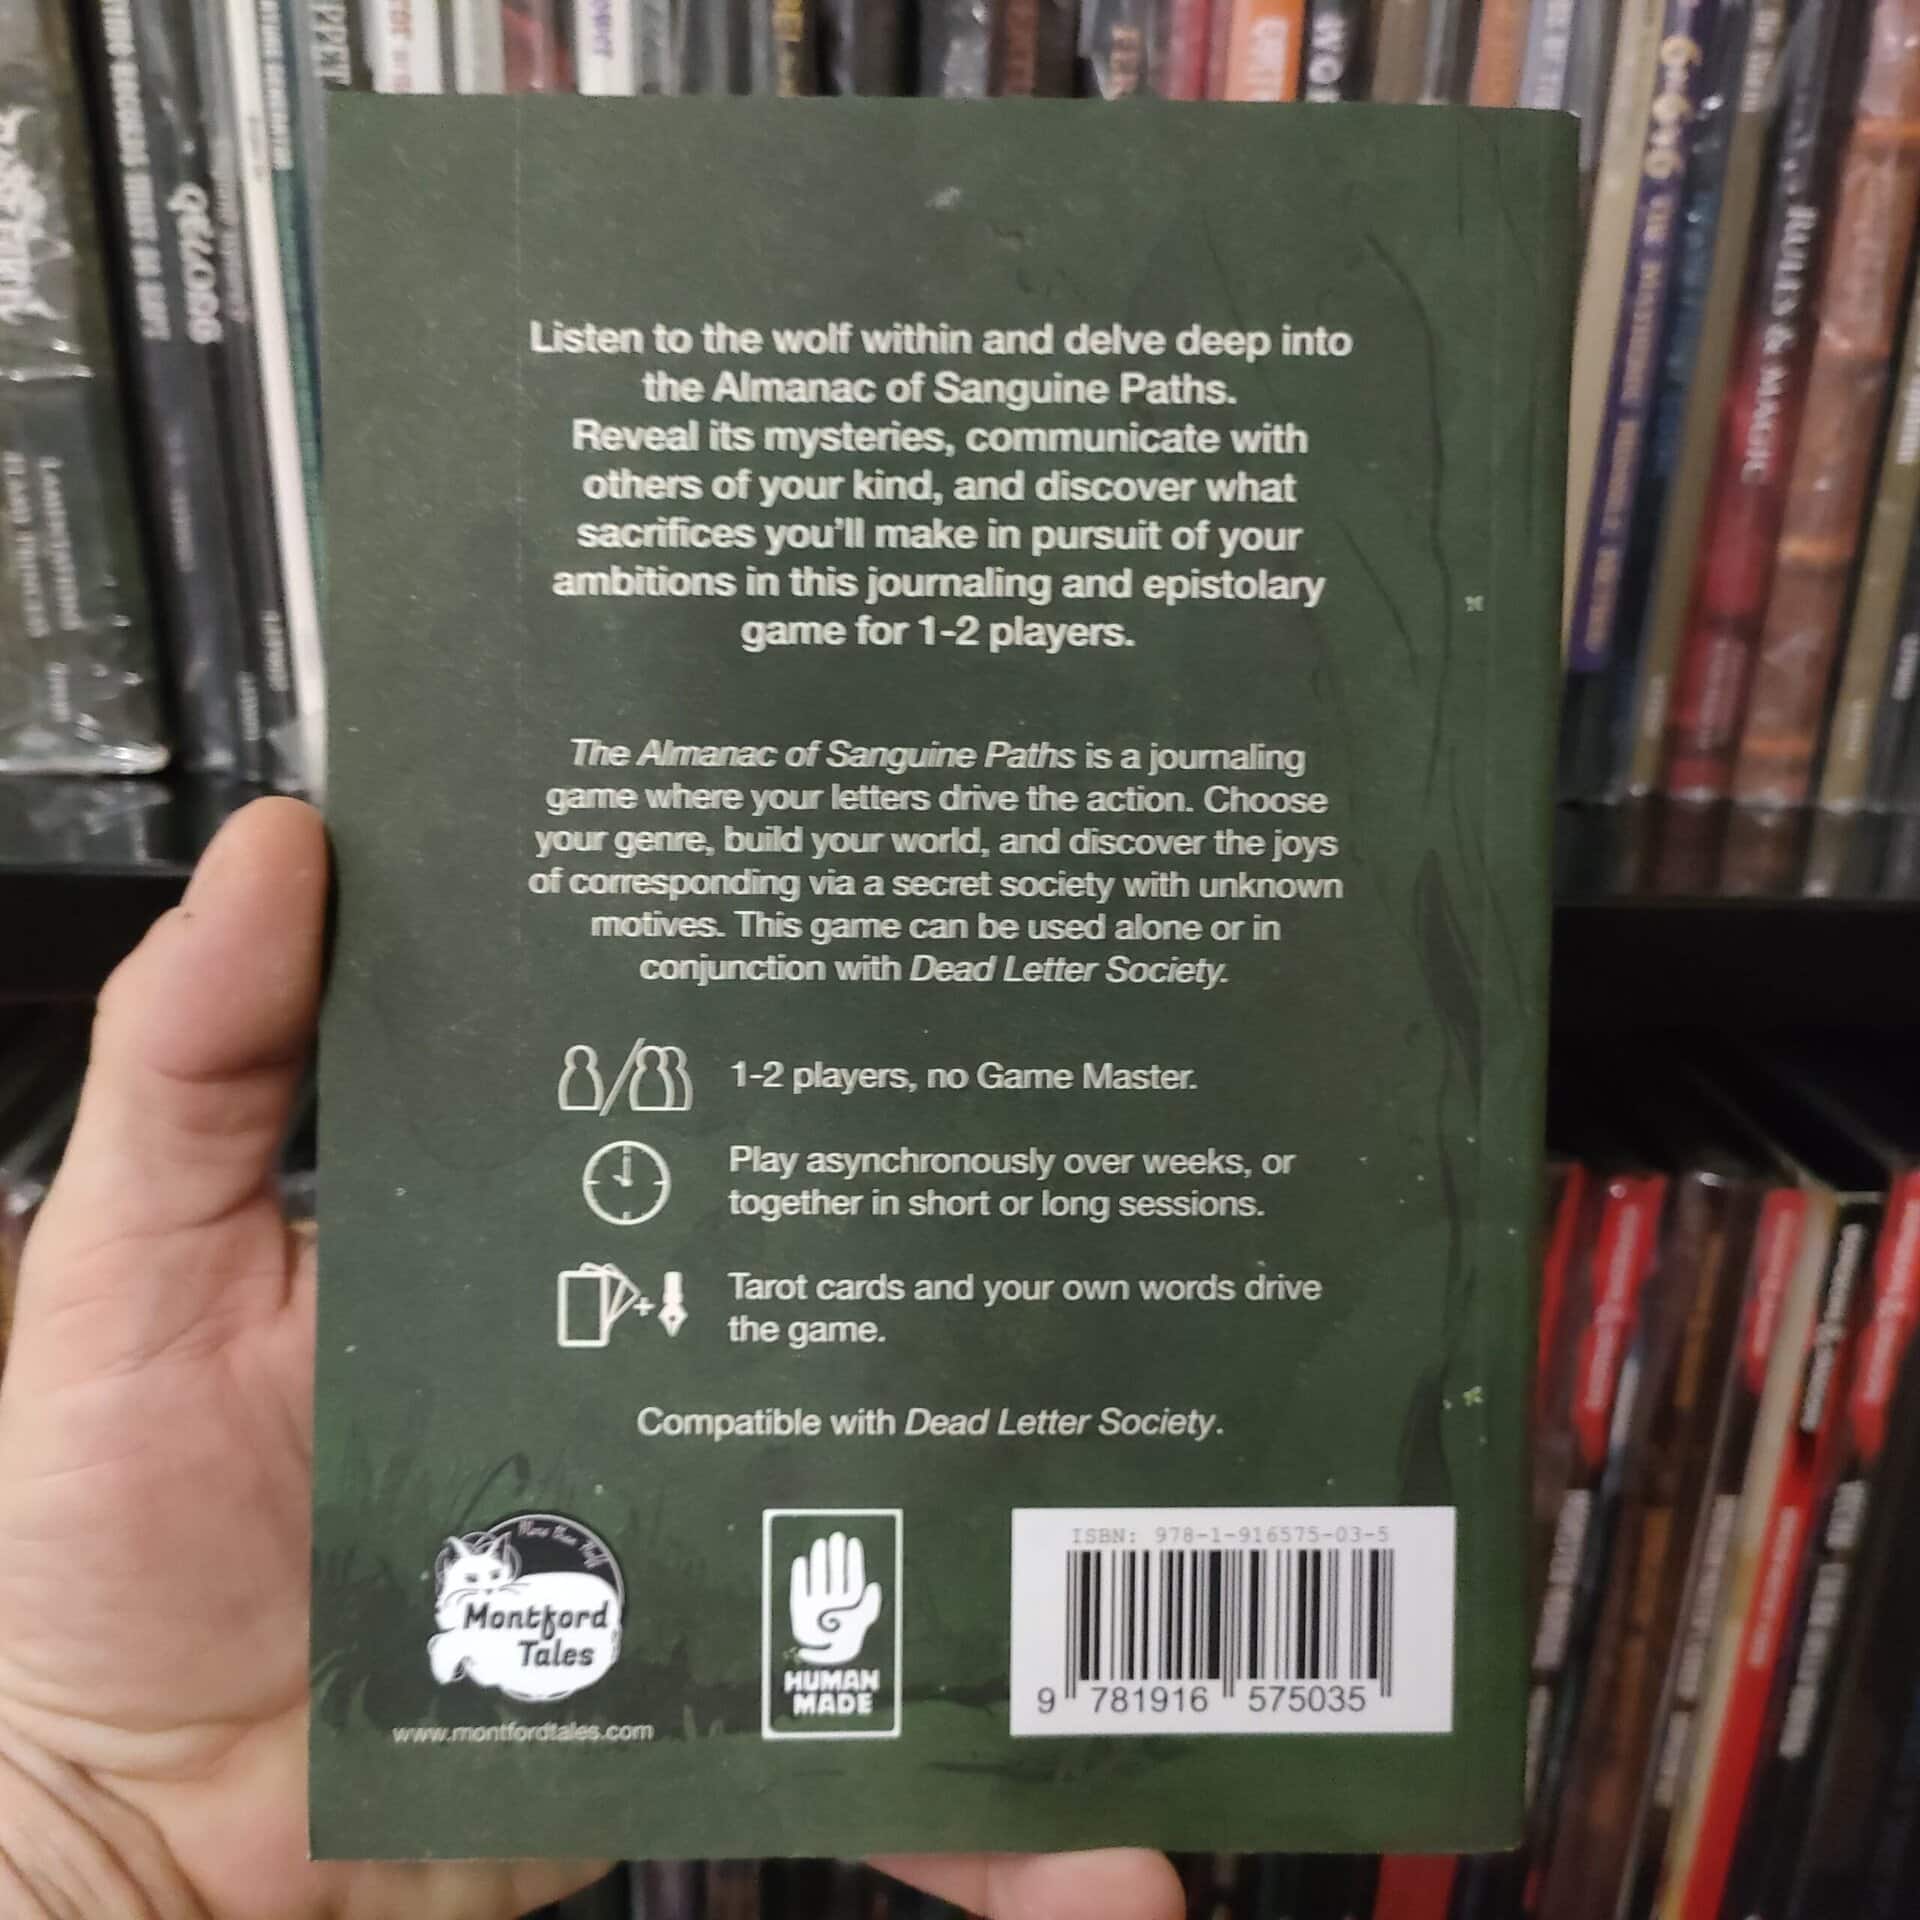 Listen to the wolf within and delve deep into
the Almanac of Sanguine Paths.
Reveal its mysteries, communicate with
others of your kind, and discover what
sacrifices you'll make in pursuit of your
ambitions in this journaling and epistolary
game for 1-2 players.
The Almanac of Sanguine Paths is a journaling
game where your letters drive the action. Choose
your genre, build your world, and discover the joys
of corresponding via a secret society with unknown
motives. This game can be used alone or in
conjunction with Dead Letter Society.
1-2 players, no Game Master.
Play asynchronously over weeks, or
together in short or long sessions.
Tarot cards and your own words drive
the game.
Compatible with Dead Letter Society.
Montford
Tales
www.montfordtales.com
HUMAN
MADE
ISBN: 978-1-916575-03-5
9 781916 575035
RULES & MAGIC